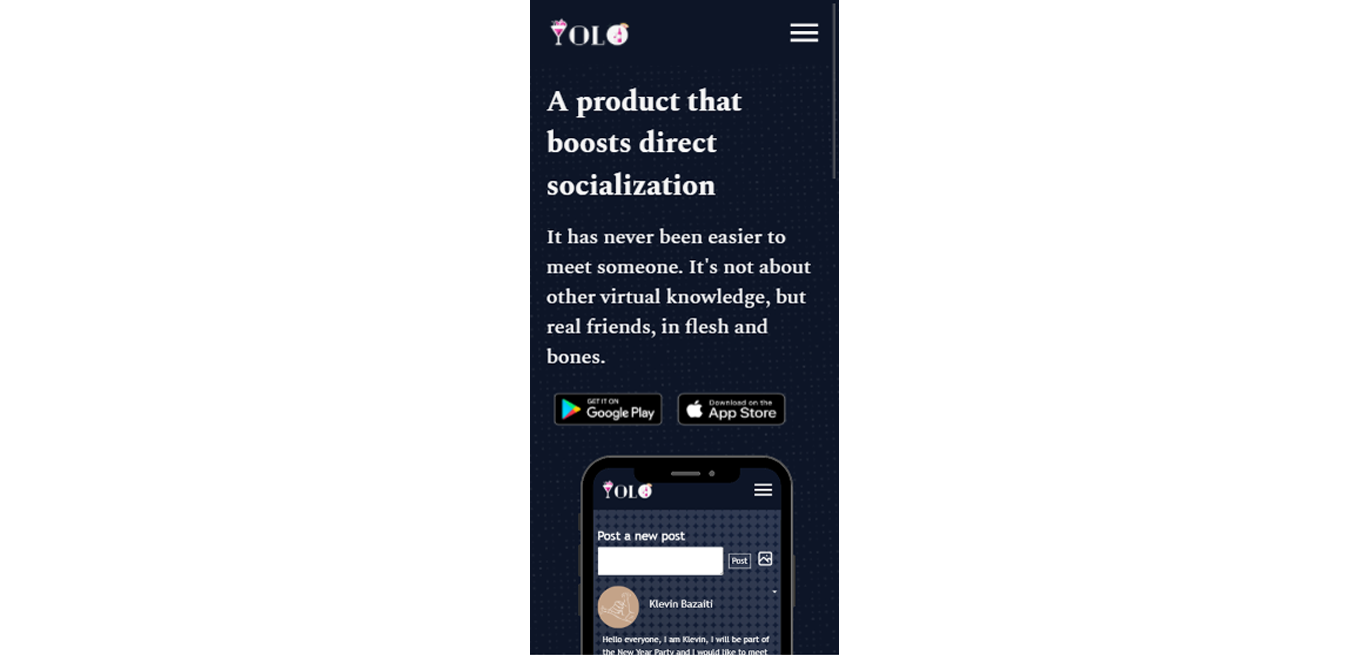 YOLO
A product that
boosts direct
socialization
It has never been easier to
meet someone. It's not about
other virtual knowledge, but
real friends, in flesh and
bones.
GET IT ON
Google Play
Download on the
App Store
YOLO
Post a new post
Post
Klevin Bazaiti
Hello everyone, I am Klevin, I will be part of
the New Year Party and I would like to meet